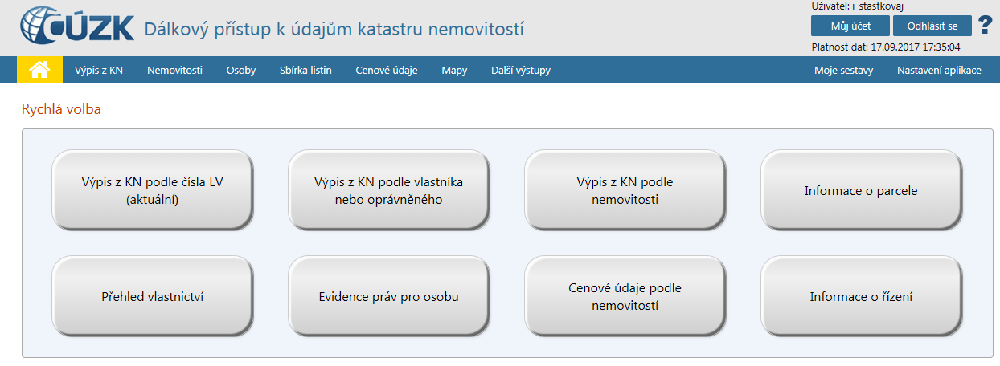 Uživatel: i-stastkovaj
ČÚZK Dálkový přístup k údajům katastru nemovitostí
Můj účet Odhlásit se ?
Platnost dat: 17.09.2017 17:35:04
Výpis z KN Nemovitosti Osoby Sbírka listin Cenové údaje Mapy Další výstupy Moje sestavy Nastavení aplikace
Rychlá volba
Výpis z KN podle čísla LV
(aktuální)
Výpis z KN podle vlastníka
nebo oprávněného
Výpis z KN podle
nemovitosti
Informace o parcele
Přehled vlastnictví
Evidence práv pro osobu
Cenové údaje podle
nemovitostí
Informace o řízení